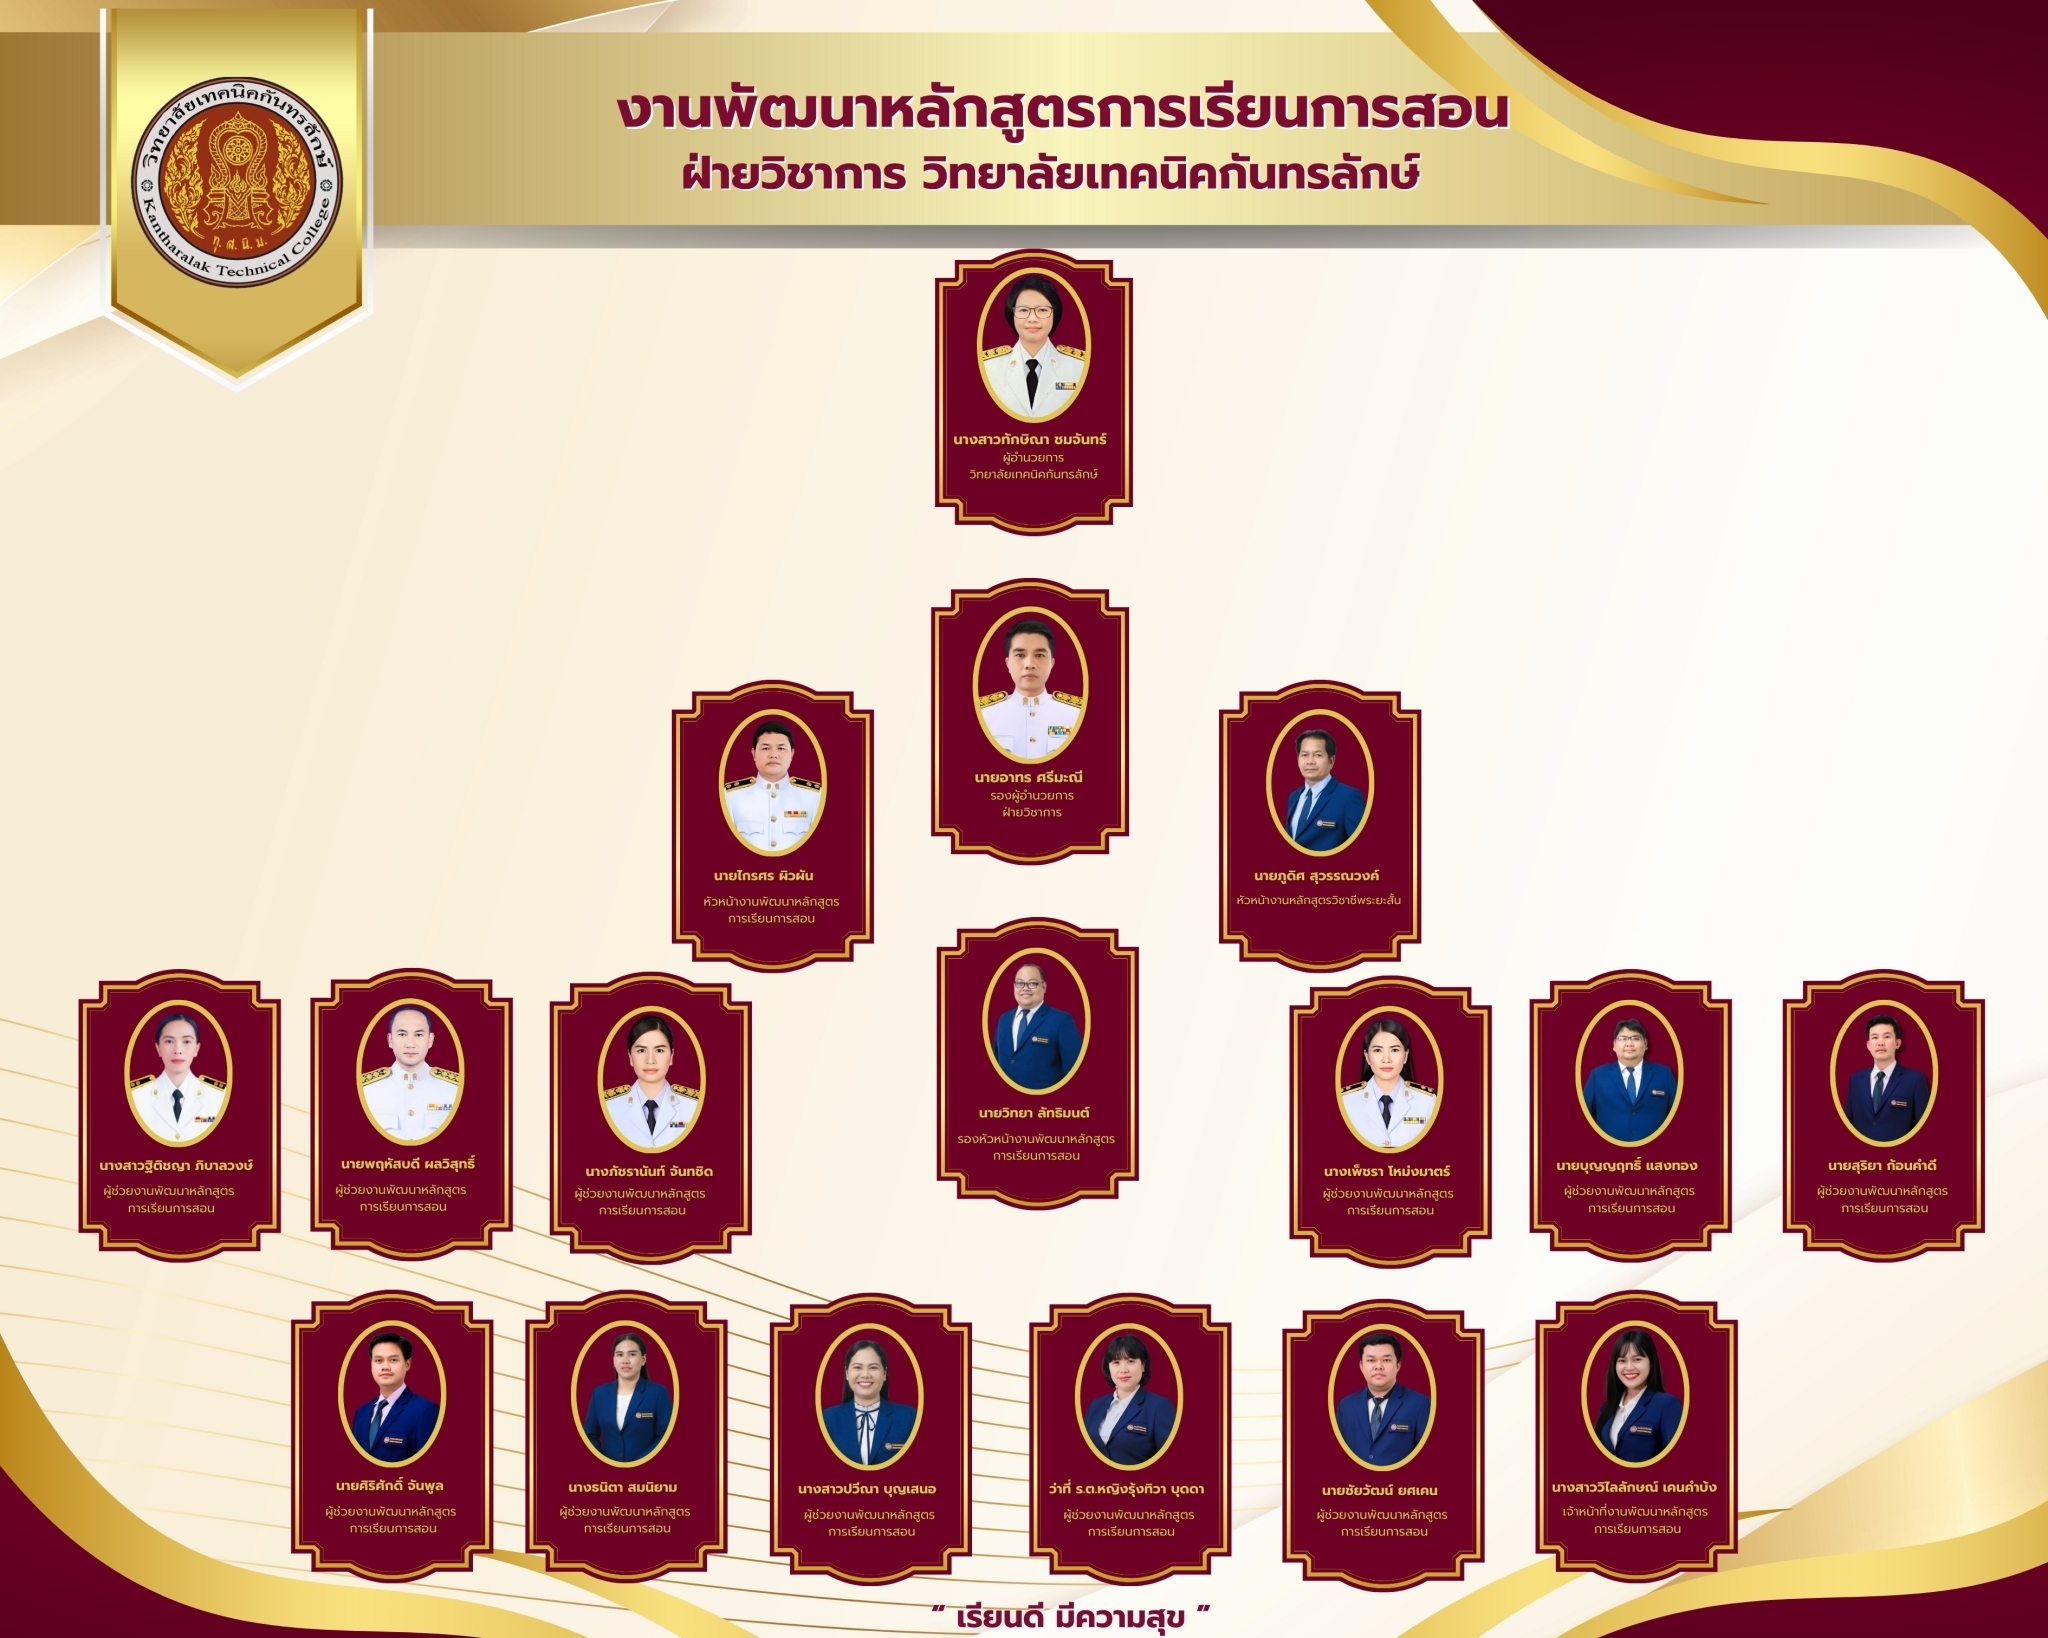 วิทยาลัยเทคนิคกันทรลักษ์
ทุ. ส. นิ. ม.
Kantharalak Technical College
งานพัฒนาหลักสูตรการเรียนการสอน
ฝ่ายวิชาการ วิทยาลัยเทคนิคกันทรลักษ์
นางสาวทักษิณา ชมจันทร์
ผู้อำนวยการ
วิทยาลัยเทคนิคกันทรลักษ์
นายอาทร ศรีมะณี
รองผู้อำนวยการ
ฝ่ายวิชาการ
นายไกรศร ผิวผัน
หัวหน้างานพัฒนาหลักสูตร
การเรียนการสอน
นายภูดิศ สุวรรณวงค์
หัวหน้างานหลักสูตรวิชาชีพระยะสั้น
นายวิทยา ลัทธิมนต์
รองหัวหน้างานพัฒนาหลักสูตร
การเรียนการสอน
นางสาวฐิติชญา ภิบาลวงษ์
ผู้ช่วยงานพัฒนาหลักสูตร
การเรียนการสอน
นายพฤหัสบดี ผลวิสุทธิ์
ผู้ช่วยงานพัฒนาหลักสูตร
การเรียนการสอน
นางภัชรานันท์ จันทชิด
ผู้ช่วยงานพัฒนาหลักสูตร
การเรียนการสอน
นางเพ็ชรา โหม่งมาตร์
ผู้ช่วยงานพัฒนาหลักสูตร
การเรียนการสอน
นายบุญญฤทธิ์ แสงทอง
ผู้ช่วยงานพัฒนาหลักสูตร
การเรียนการสอน
นายสุริยา ก้อนคำดี
ผู้ช่วยงานพัฒนาหลักสูตร
การเรียนการสอน
นายศิริศักดิ์ จันพูล
ผู้ช่วยงานพัฒนาหลักสูตร
การเรียนการสอน
นางธนิตา สมนิยาม
ผู้ช่วยงานพัฒนาหลักสูตร
การเรียนการสอน
นางสาวปวีณา บุญเสนอ
ผู้ช่วยงานพัฒนาหลักสูตร
การเรียนการสอน
ว่าที่ ร.ต.หญิงรุ้งทิวา บุดดา
ผู้ช่วยงานพัฒนาหลักสูตร
การเรียนการสอน
นายชัยวัฒน์ ยศเคน
ผู้ช่วยงานพัฒนาหลักสูตร
การเรียนการสอน
นางสาววิไลลักษณ์ เคนคำบ้ง
เจ้าหน้าที่งานพัฒนาหลักสูตร
การเรียนการสอน
“ เรียนดี มีความสุข ”